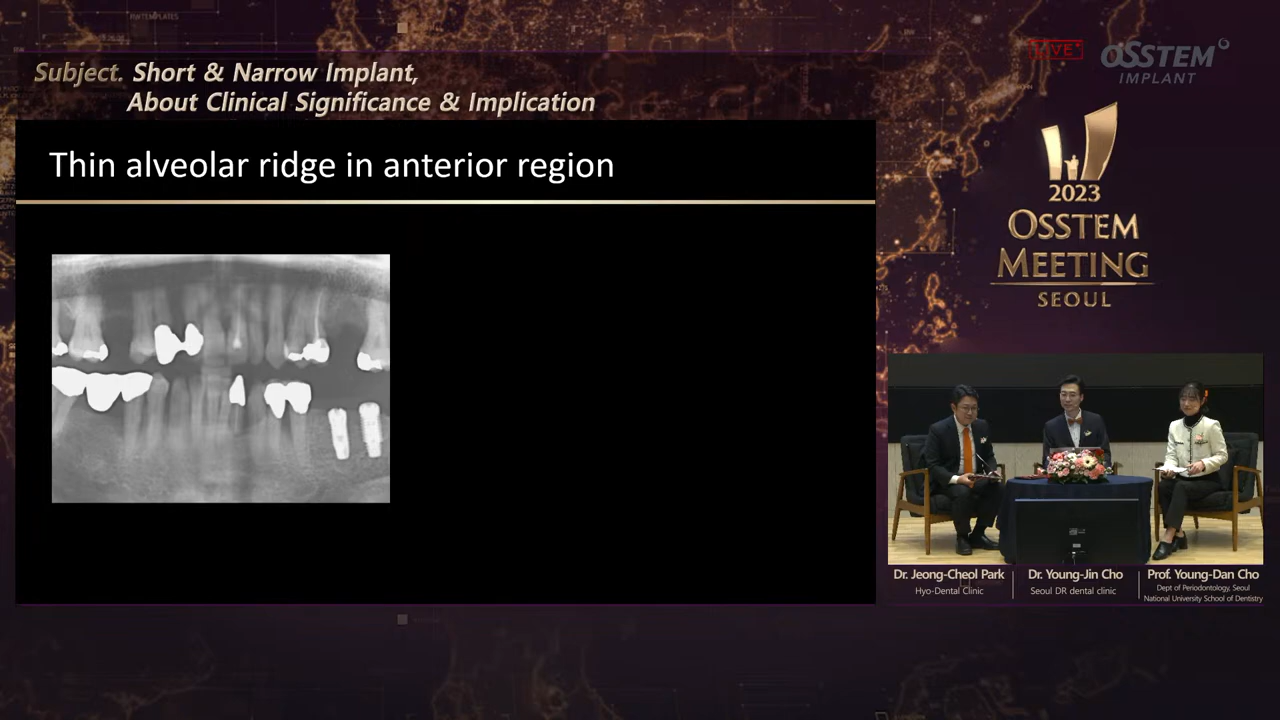 RWTEMPLATES
Subject. Short & Narrow Implant,
About Clinical Significance & Implication
LIVE
OSSTEM
IMPLANT
Thin alveolar ridge in anterior region
2023
OSSTEM
MEETING
SEOUL
Dr. Jeong-Cheol Park
Hyo-Dental Clinic
Dr. Young-Jin Cho
Seoul DR dental clinic
Prof. Young-Dan Cho
Dept of Periodontology, Seoul
National University School of Dentistry